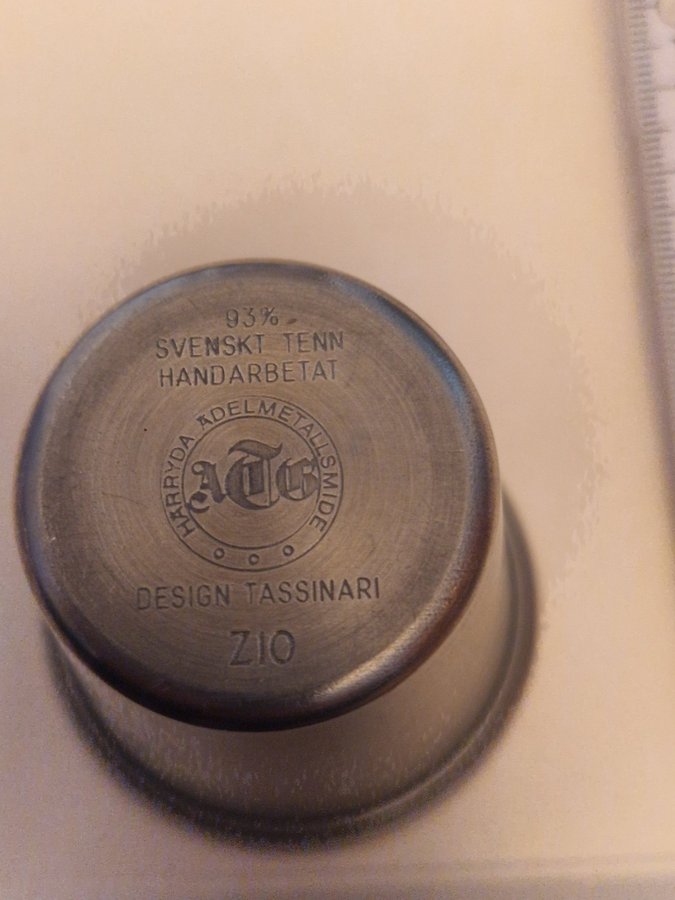 93%
SVENSKT TENN
HANDARBETAT
HÄRRYDA ÄDELMETALLSMIDE
ATG
DESIGN TASSINARI
Z10